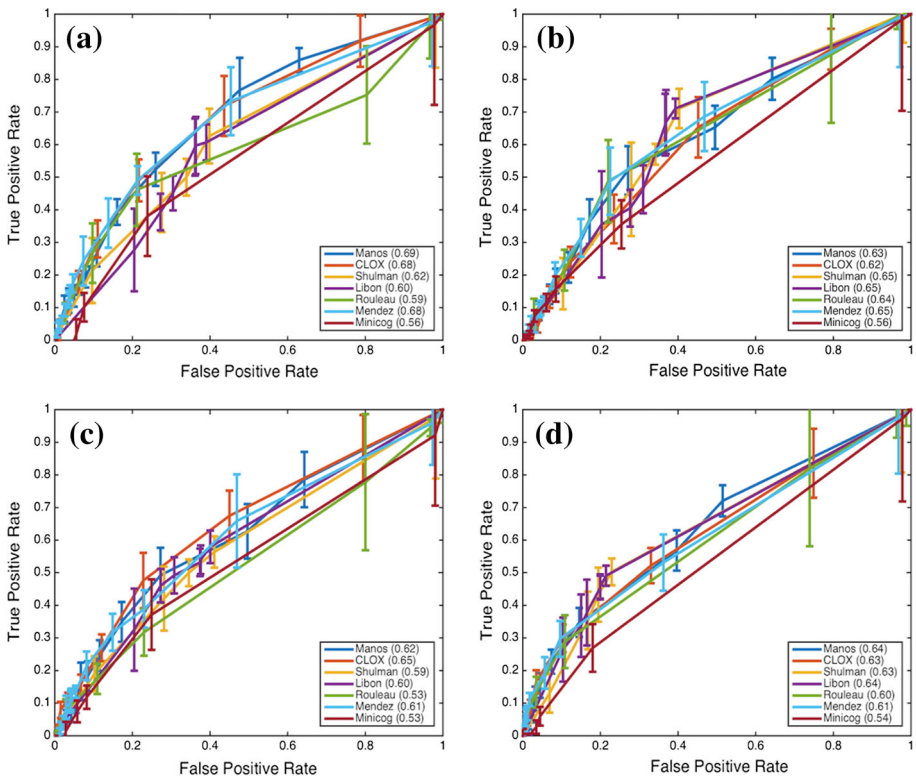 (a)
1
0.9
0.8
0.7
0.6
0.5
0.4
0.3
0.2
0.1
0
True Positive Rate
0 0.2 0.4 0.6 0.8 1
False Positive Rate
Manos (0.69)
CLOX (0.68)
Shulman (0.62)
Libon (0.60)
Rouleau (0.59)
Mendez (0.68)
Minicog (0.56)
(b)
1
0.9
0.8
0.7
0.6
0.5
0.4
0.3
0.2
0.1
0
True Positive Rate
0 0.2 0.4 0.6 0.8 1
False Positive Rate
Manos (0.63)
CLOX (0.62)
Shulman (0.65)
Libon (0.65)
Rouleau (0.64)
Mendez (0.65)
Minicog (0.56)
(c)
1
0.9
0.8
0.7
0.6
0.5
0.4
0.3
0.2
0.1
0
True Positive Rate
0 0.2 0.4 0.6 0.8 1
False Positive Rate
Manos (0.62)
CLOX (0.65)
Shulman (0.59)
Libon (0.60)
Rouleau (0.53)
Mendez (0.61)
Minicog (0.53)
(d)
1
0.9
0.8
0.7
0.6
0.5
0.4
0.3
0.2
0.1
0
True Positive Rate
0 0.2 0.4 0.6 0.8 1
False Positive Rate
Manos (0.64)
CLOX (0.63)
Shulman (0.63)
Libon (0.64)
Rouleau (0.60)
Mendez (0.61)
Minicog (0.54)